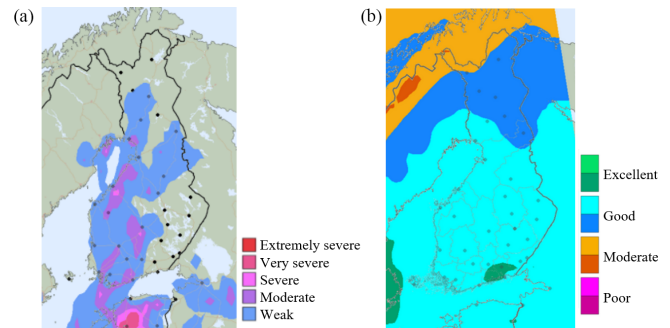 (a)
(b)
Extremely severe
Very severe
Severe
Moderate
Weak
Excellent
Good
Moderate
Poor